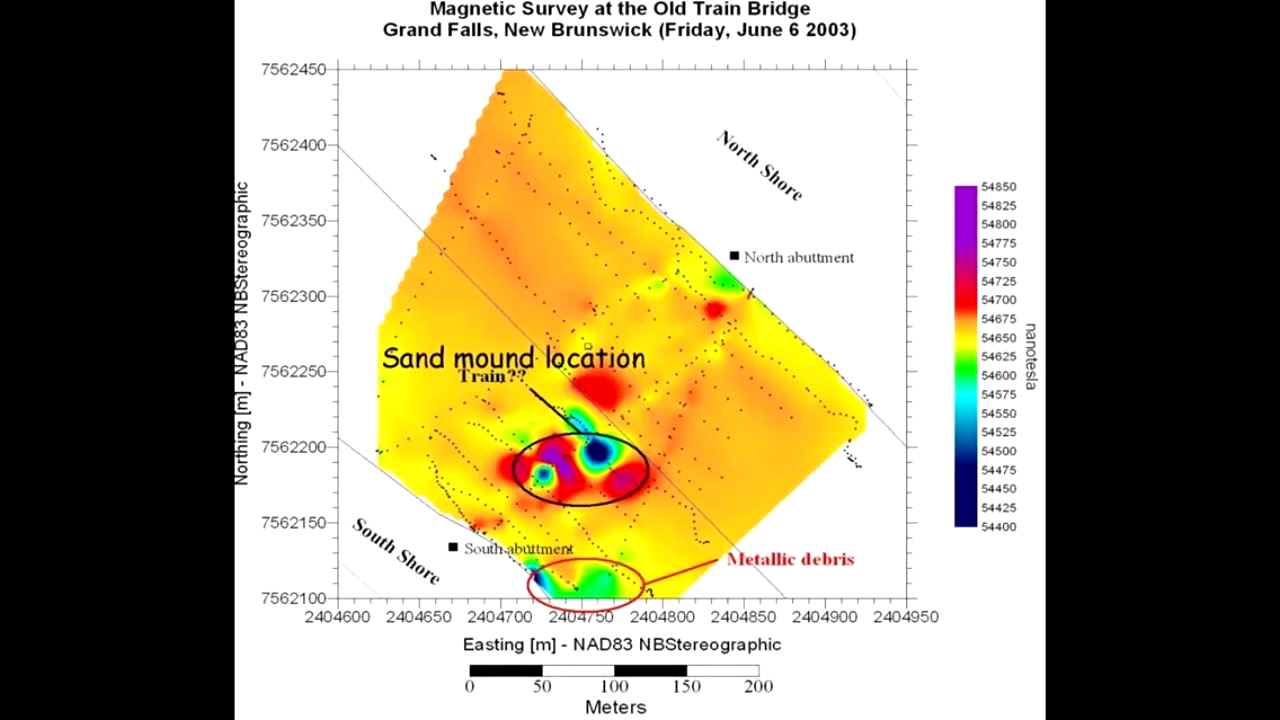 Magnetic Survey at the Old Train Bridge
Grand Falls, New Brunswick (Friday, June 6 2003)
7562450
7562400
7562350
7562300
7562250
7562200
7562150
7562100
Northing [m] - NAD83 NBStereographic
North Shore
North abuttment
Sand mound location
Train??
South Shore
South abuttment
Metallic debris
2404600 2404650 2404700 2404750 2404800 2404850 2404900 2404950
Easting [m] - NAD83 NBStereographic
0 50 100 150 200
Meters
54850
54825
54800
54775
54750
54725
54700
54675
54650
54625
54600
54575
54550
54525
54500
54475
54450
54425
54400
nanotesla